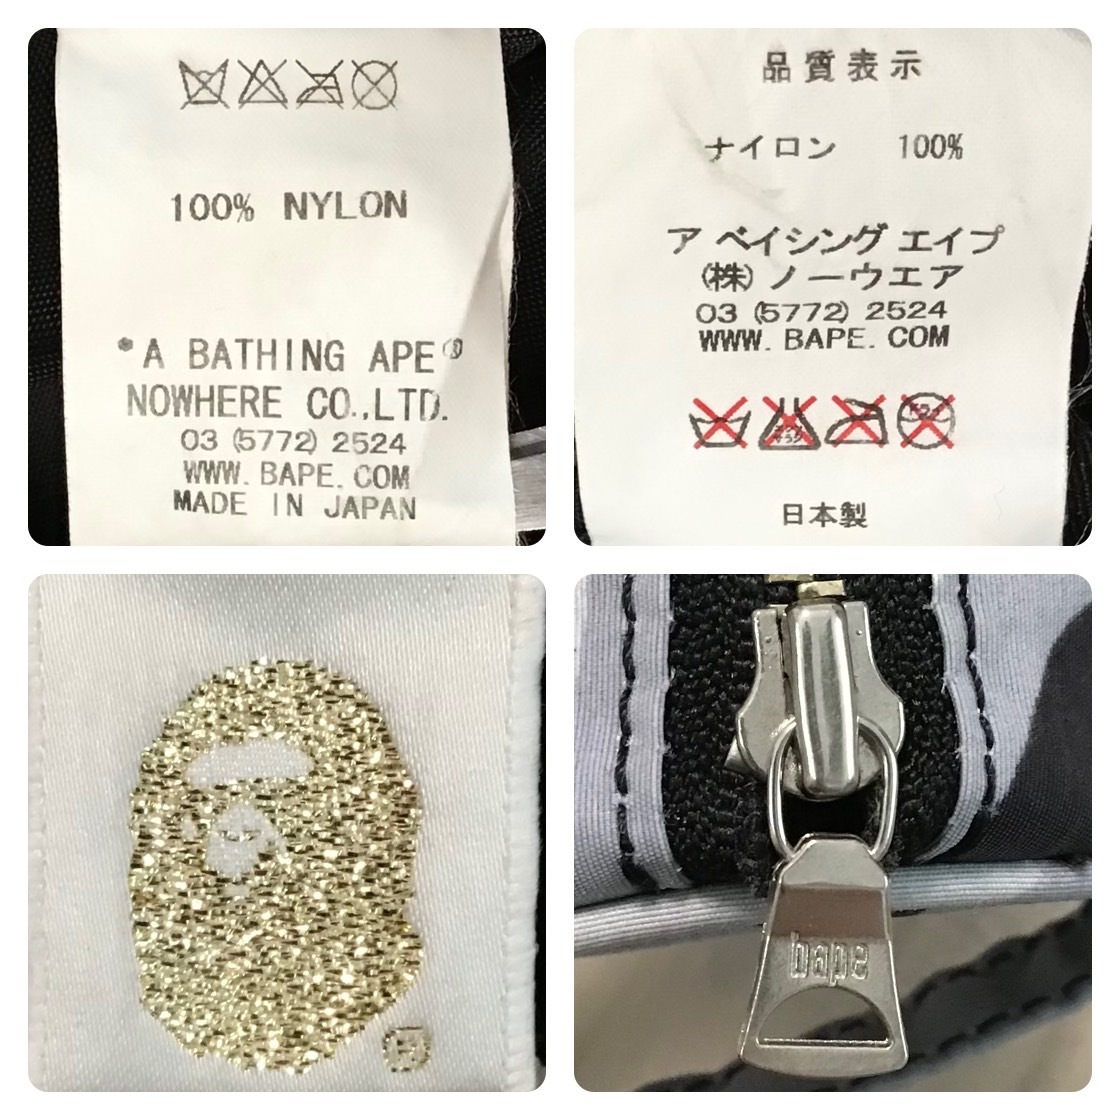 100% NYLON
*A BATHING APE®
NOWHERE CO.,LTD.
03 (5772) 2524
WWW. BAPE. COM
MADE IN JAPAN
品質表示
ナイロン 100%
ア ベイシング エイプ
(株) ノーウエア
03 (5772) 2524
WWW. BAPE. COM
日本製
®
bape